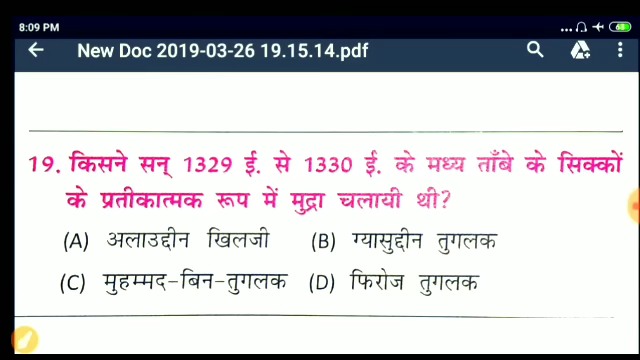 8:09 PM
... 68
New Doc 2019-03-26 19.15.14.pdf
19. किसने सन् 1329 ई. से 1330 ई. के मध्य ताँबे के सिक्कों
के प्रतीकात्मक रूप में मुद्रा चलायी थी?
(A) अलाउद्दीन खिलजी (B) ग्यासुद्दीन तुगलक
(C) मुहम्मद-बिन-तुगलक (D) फिरोज तुगलक